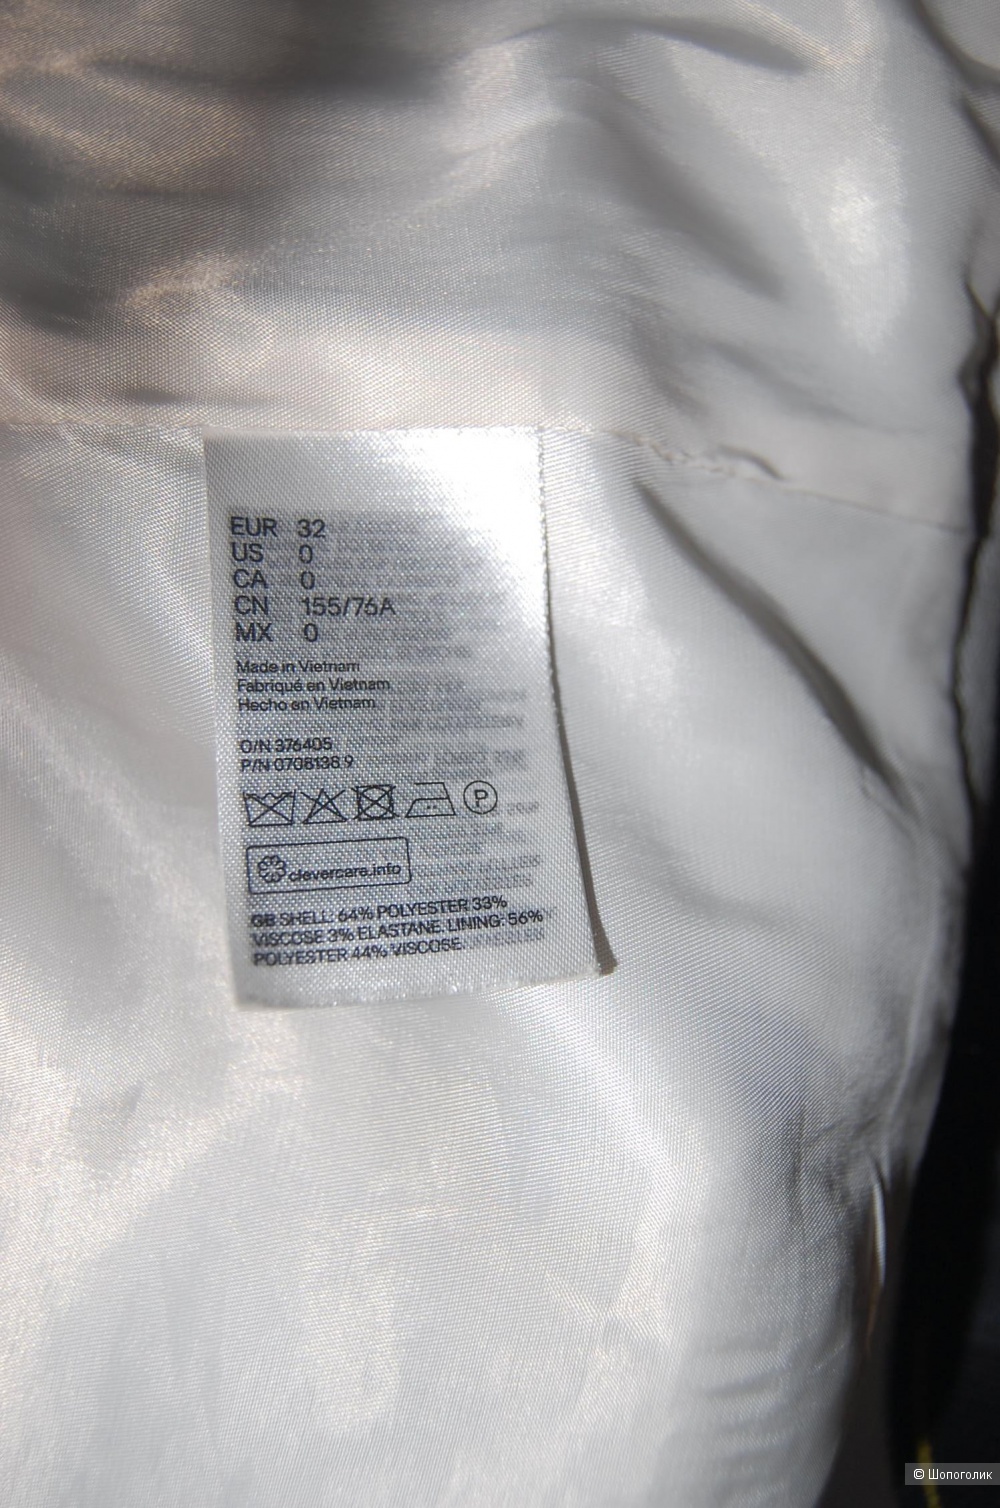 EUR 32
US 0
CA 0
CN 155/76A
MX 0
Made in Vietnam
Fabriqué en Vietnam
Hecho en Vietnam
O/N 376405
P/N 0708138 9
P
clevercare.info
GB SHELL: 64% POLYESTER 33%
VISCOSE 3% ELASTANE. LINING: 56%
POLYESTER 44% VISCOSE.
© Шопоголик